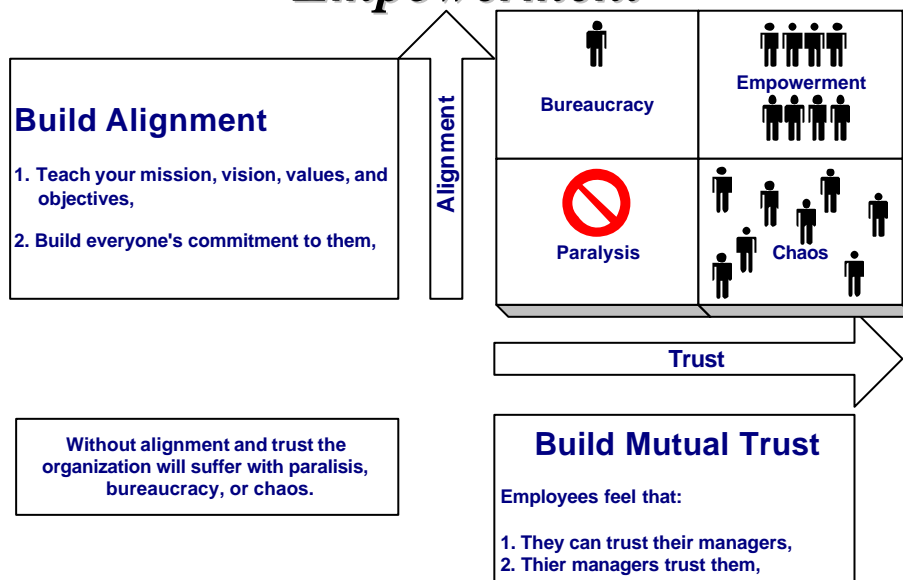 Empowerment
Build Alignment
1. Teach your mission, vision, values, and
objectives,
2. Build everyone's commitment to them,
Alignment
Bureaucracy
Empowerment
Paralysis
Chaos
Trust
Without alignment and trust the
organization will suffer with paralisis,
bureaucracy, or chaos.
Build Mutual Trust
Employees feel that:
1. They can trust their managers,
2. Thier managers trust them,